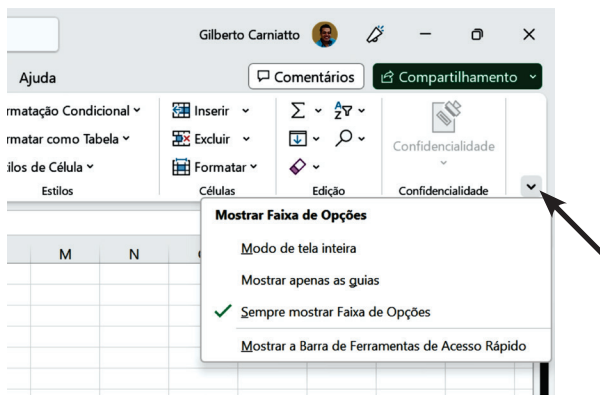 Gilberto Carniatto
Ajuda
Comentários
Compartilhamento
rmatação Condicional
rmatar como Tabela
ilos de Célula
Estilos
Inserir
Excluir
Formatar
Células
Edição
Confidencialidade
Confidencialidade
Mostrar Faixa de Opções
Modo de tela inteira
Mostrar apenas as guias
Sempre mostrar Faixa de Opções
Mostrar a Barra de Ferramentas de Acesso Rápido
M N